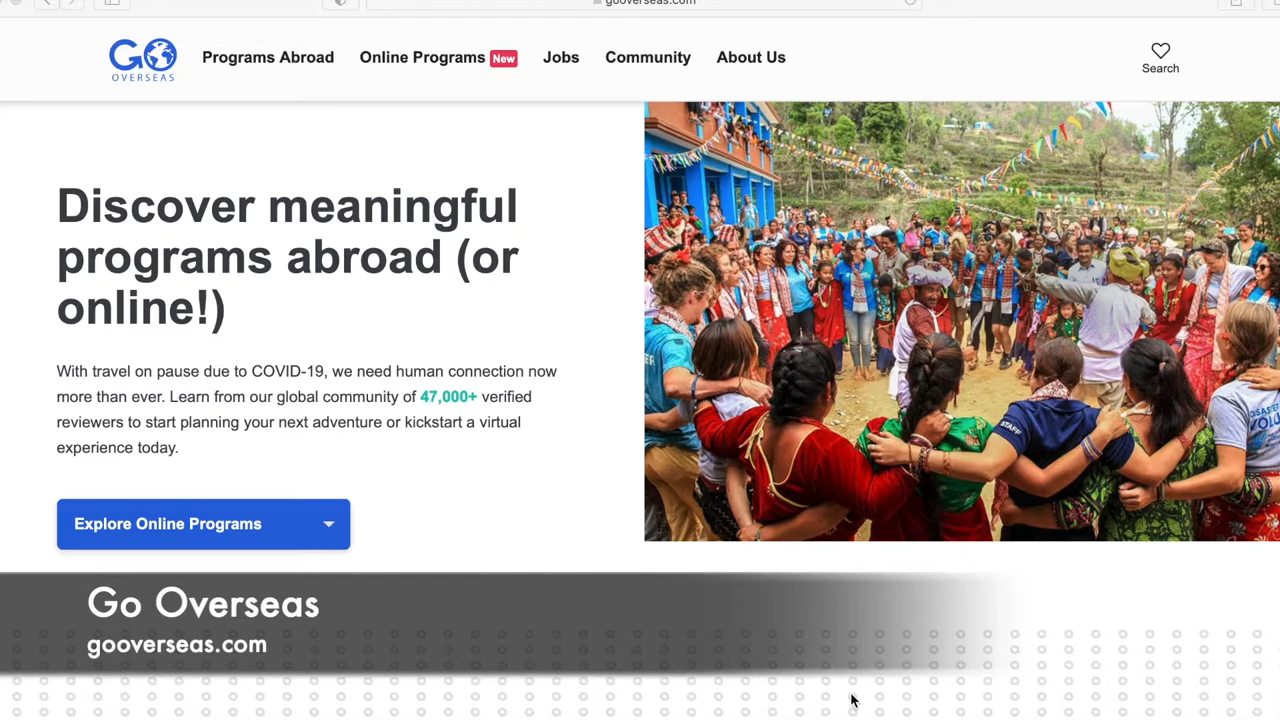 gooverseas.com
GO
OVERSEAS
Programs Abroad
Online Programs New
Jobs
Community
About Us
Search
Discover meaningful
programs abroad (or
online!)
With travel on pause due to COVID-19, we need human connection now
more than ever. Learn from our global community of 47,000+ verified
reviewers to start planning your next adventure or kickstart a virtual
experience today.
STAFF
Explore Online Programs
Go Overseas
gooverseas.com